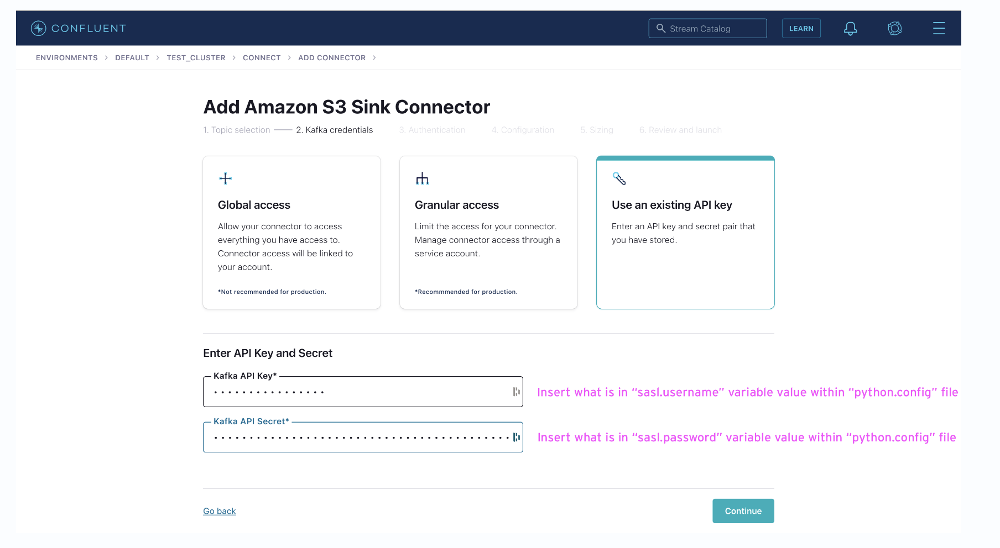 CONFLUENT
Stream Catalog
LEARN
ENVIRONMENTS > DEFAULT > TEST_CLUSTER > CONNECT > ADD CONNECTOR >
Add Amazon S3 Sink Connector
1. Topic selection 2. Kafka credentials 3. Authentication 4. Configuration 5. Sizing 6. Review and launch
Global access
Allow your connector to access
everything you have access to.
Connector access will be linked to
your account.
*Not recommended for production.
Granular access
Limit the access for your connector.
Manage connector access through a
service account.
*Recommmended for production.
Use an existing API key
Enter an API key and secret pair that
you have stored.
Enter API Key and Secret
Kafka API Key*
Insert what is in “sasl.username” variable value within “python.config” file
Kafka API Secret*
Insert what is in “sasl.password” variable value within “python.config” file
Go back
Continue